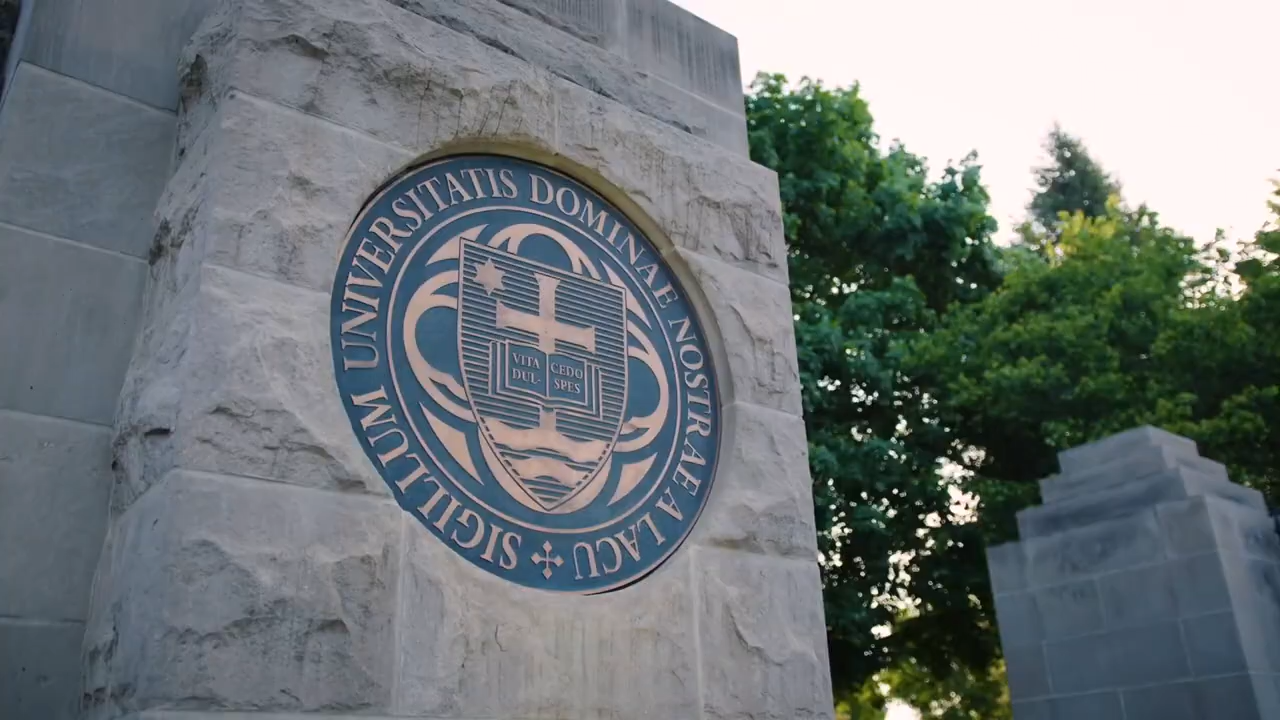 SIGILLUM UNIVERSITATIS DOMINAE NOSTRAE A LACU
VITA CEDO
DUL- SPES